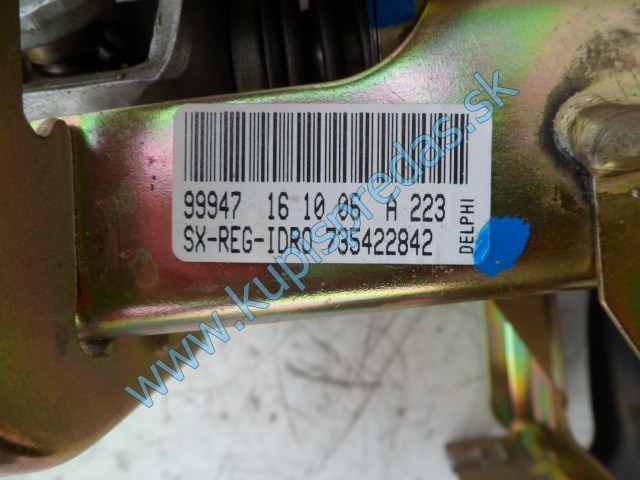 99947 16 10 06 A 223
SX-REG-IDRO 735422842
DELPHI
www.kupispredas.sk